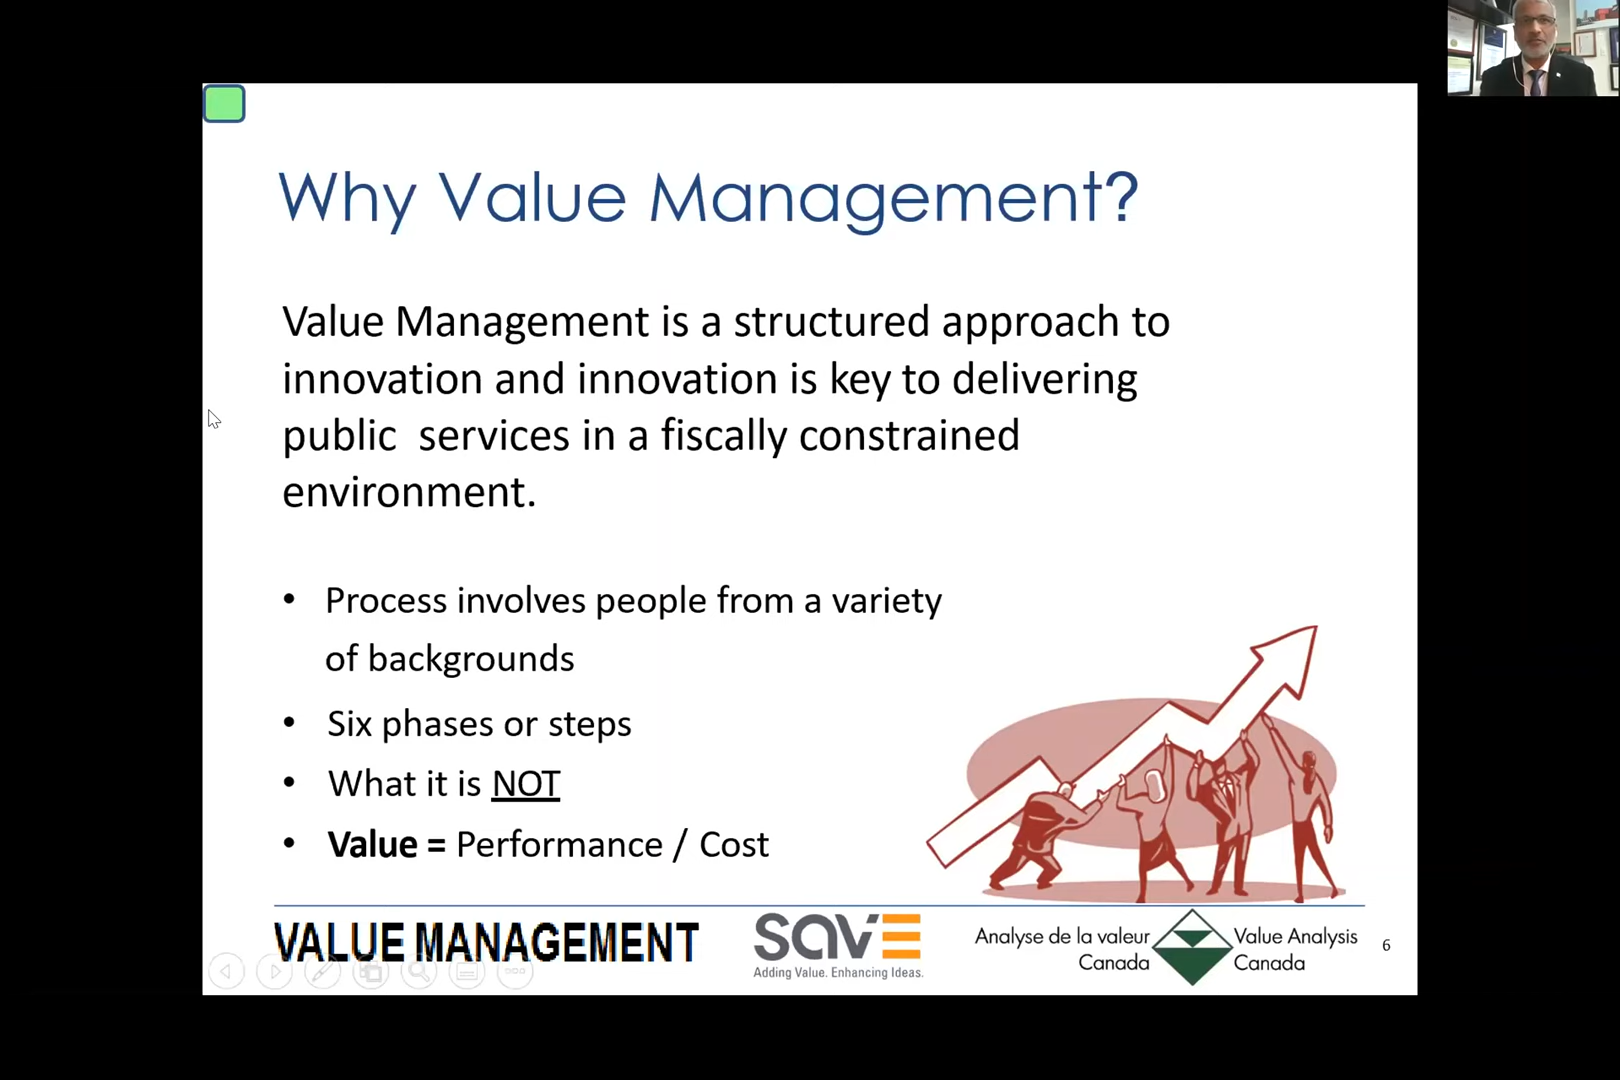 Why Value Management?
Value Management is a structured approach to
innovation and innovation is key to delivering
public  services in a fiscally constrained
environment.
• Process involves people from a variety
of backgrounds
• Six phases or steps
• What it is NOT
• Value = Performance / Cost
VALUE MANAGEMENT
SAVE
Adding Value. Enhancing Ideas.
Analyse de la valeur
Canada
Value Analysis
Canada
6